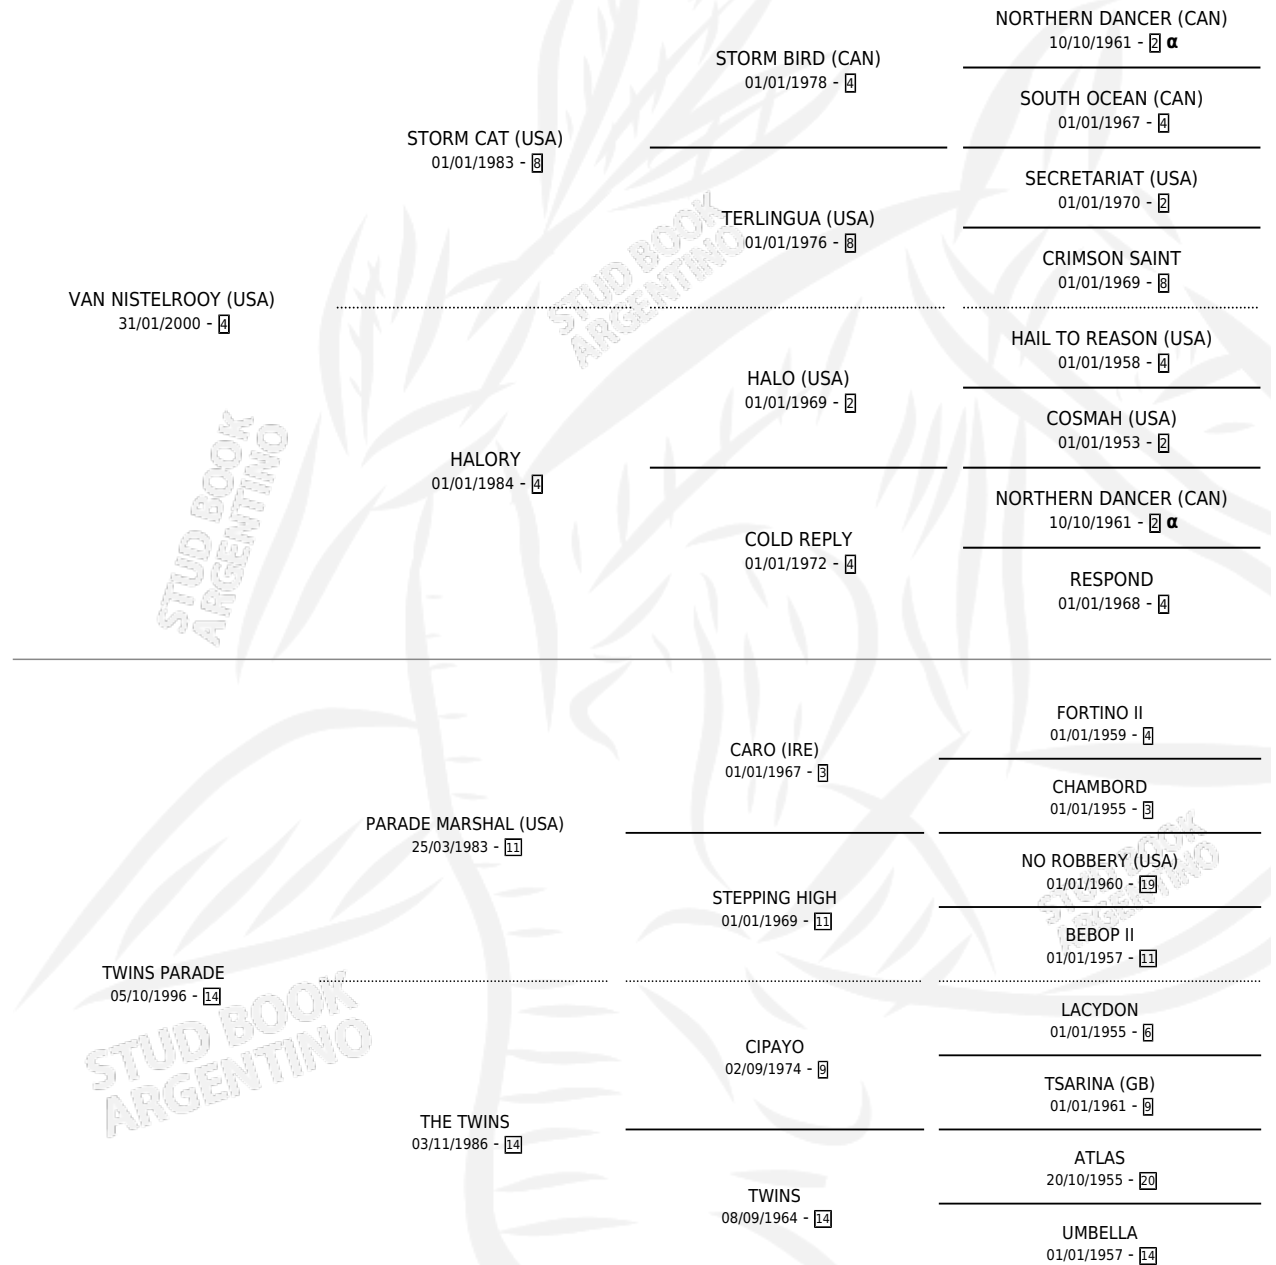 NORTHERN DANCER (CAN)
10/10/1961 - 2 α
STORM BIRD (CAN)
01/01/1978 - 4
SOUTH OCEAN (CAN)
01/01/1967 - 4
STORM CAT (USA)
01/01/1983 - 8
SECRETARIAT (USA)
01/01/1970 - 2
TERLINGUA (USA)
01/01/1976 - 8
CRIMSON SAINT
01/01/1969 - 8
VAN NISTELROOY (USA)
31/01/2000 - 4
HAIL TO REASON (USA)
01/01/1958 - 4
HALO (USA)
01/01/1969 - 2
COSMAH (USA)
01/01/1953 - 2
HALORY
01/01/1984 - 4
NORTHERN DANCER (CAN)
10/10/1961 - 2 α
COLD REPLY
01/01/1972 - 4
RESPOND
01/01/1968 - 4
FORTINO II
01/01/1959 - 4
CARO (IRE)
01/01/1967 - 3
CHAMBORD
01/01/1955 - 3
PARADE MARSHAL (USA)
25/03/1983 - 11
NO ROBBERY (USA)
01/01/1960 - 19
STEPPING HIGH
01/01/1969 - 11
BEBOP II
01/01/1957 - 11
TWINS PARADE
05/10/1996 - 14
LACYDON
01/01/1955 - 6
CIPAYO
02/09/1974 - 9
TSARINA (GB)
01/01/1961 - 9
THE TWINS
03/11/1986 - 14
ATLAS
20/10/1955 - 20
TWINS
08/09/1964 - 14
UMBELLA
01/01/1957 - 14
STUD BOOK
ARGENTINO
STUD BOOK
ARGENTINO
STUD BOOK
ARGENTINO
STUD BOOK
ARGENTINO